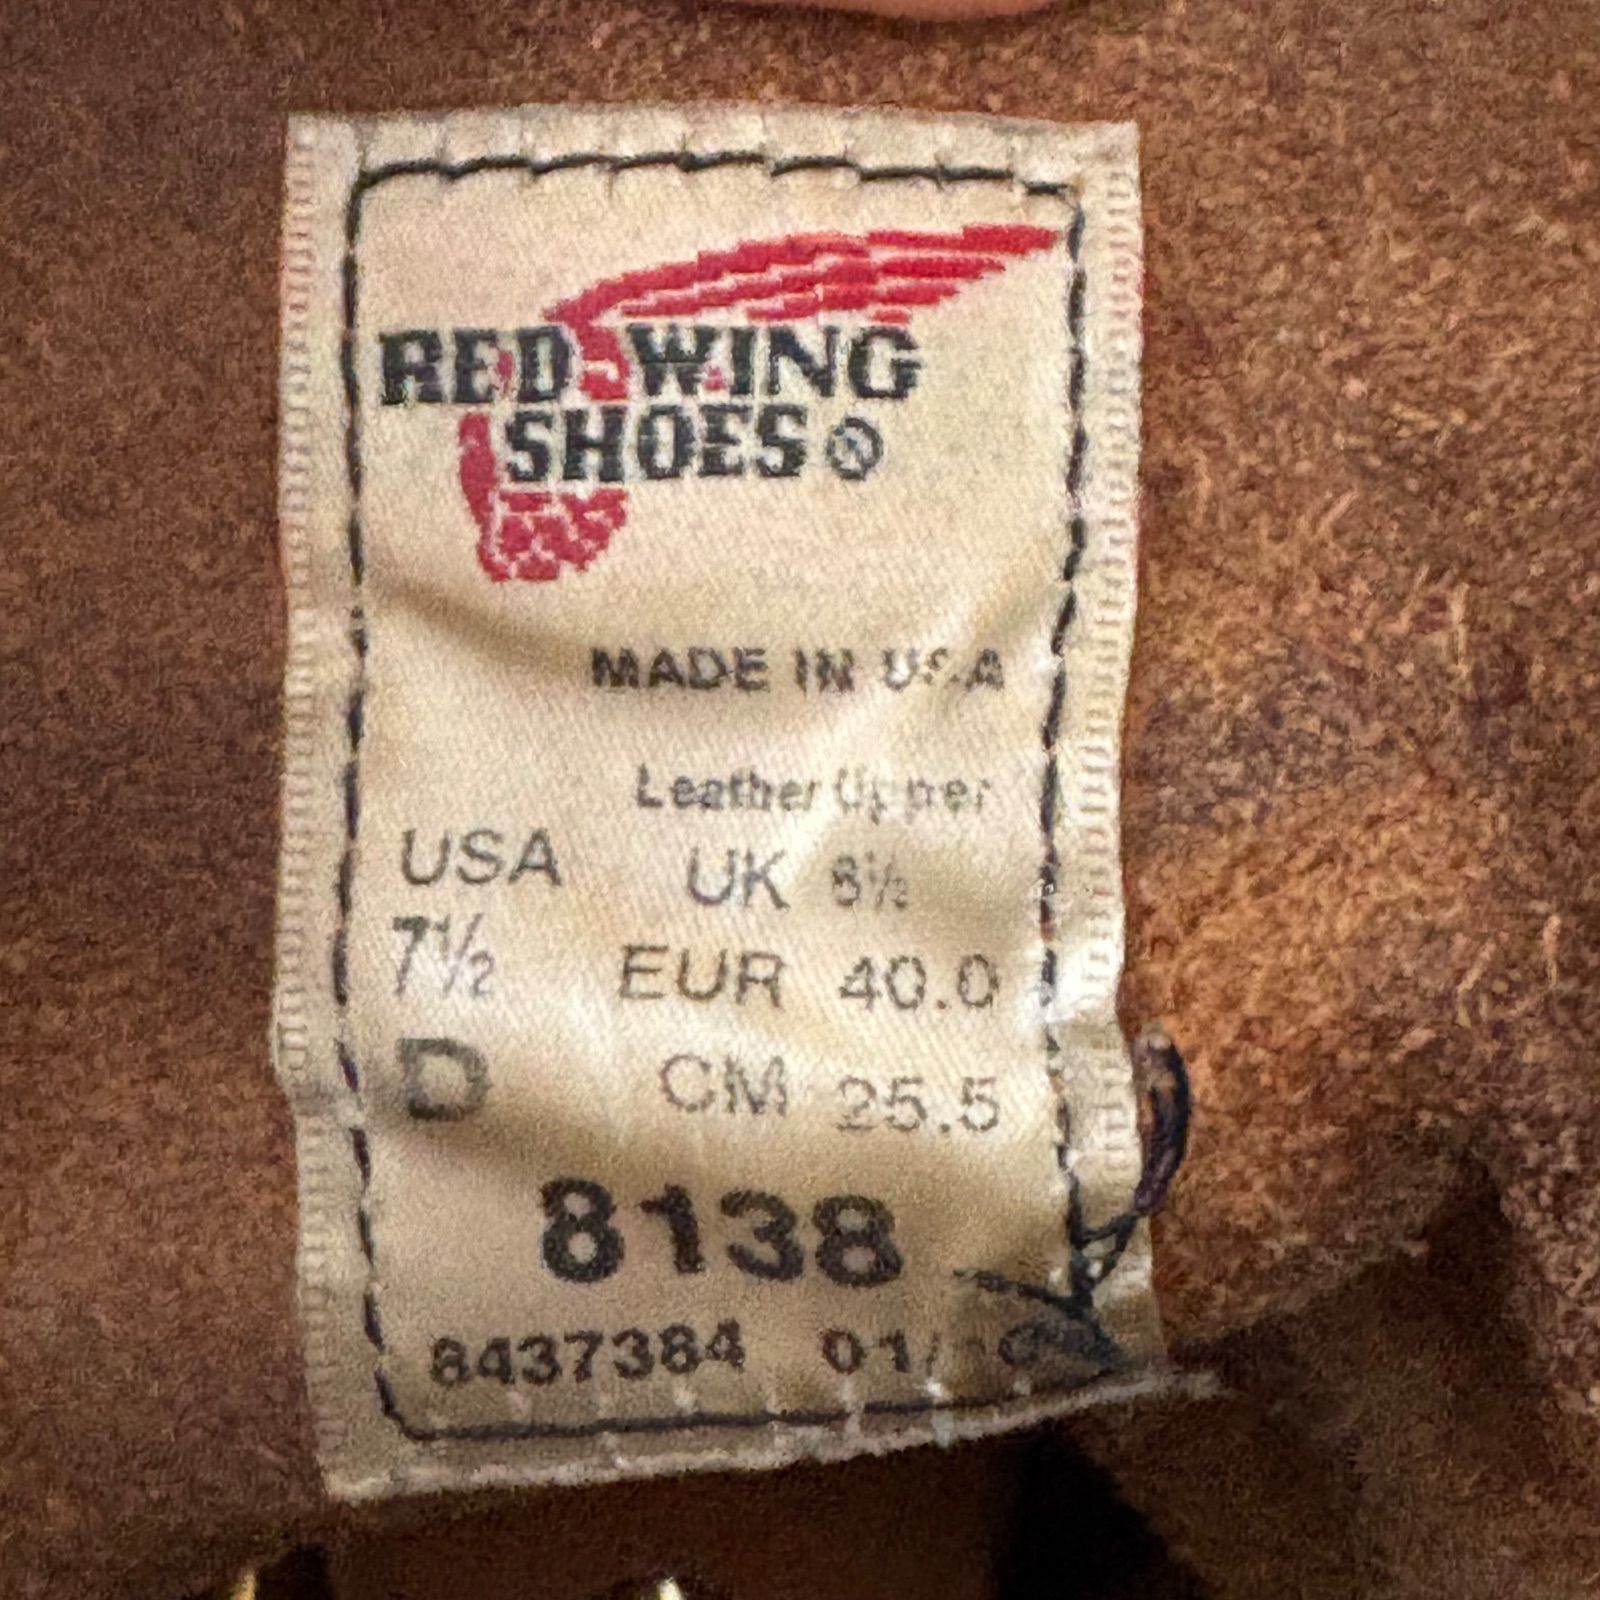 RED WING
SHOES ®
MADE IN USA
Leather Upper
USA UK 6½
7½ EUR 40.0
D CM 25.5
8138
8437384 01/